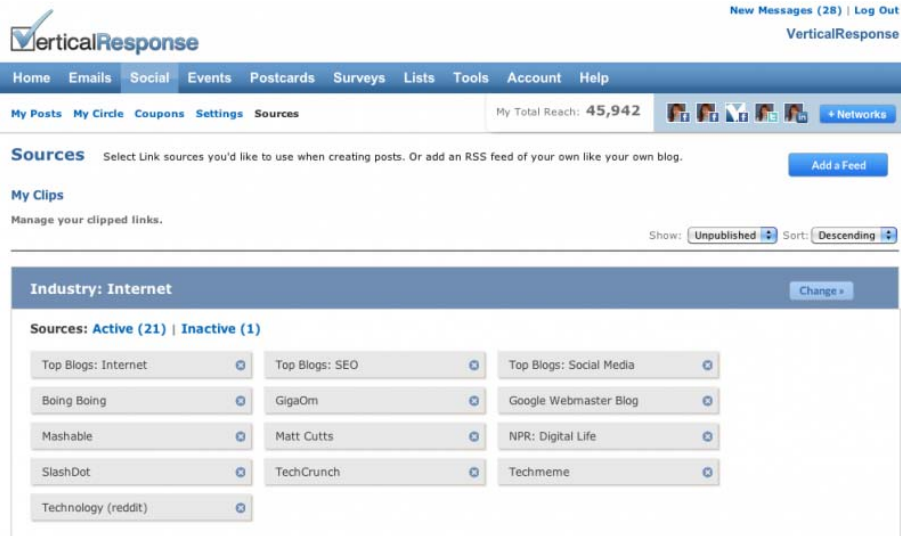 New Messages (28) | Log Out
VerticalResponse
VerticalResponse
Home Emails Social Events Postcards Surveys Lists Tools Account Help
My Posts My Circle Coupons Settings Sources
My Total Reach: 45,942
+ Networks
Sources Select Link sources you'd like to use when creating posts. Or add an RSS feed of your own like your own blog.
Add a Feed
My Clips
Manage your clipped links.
Show: Unpublished Sort: Descending
Industry: Internet
Change »
Sources: Active (21) | Inactive (1)
Top Blogs: Internet Top Blogs: SEO Top Blogs: Social Media
Boing Boing GigaOm Google Webmaster Blog
Mashable Matt Cutts NPR: Digital Life
SlashDot TechCrunch Techmeme
Technology (reddit)